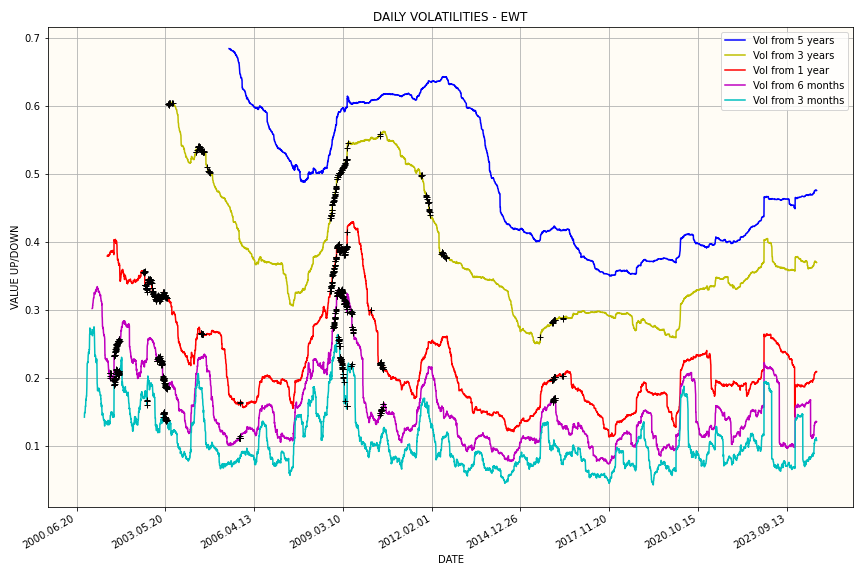 DAILY VOLATILITIES - EWT
Vol from 5 years
Vol from 3 years
Vol from 1 year
Vol from 6 months
Vol from 3 months
VALUE UP/DOWN
0.7
0.6
0.5
0.4
0.3
0.2
0.1
2000.06.20
2003.05.20
2006.04.13
2009.03.10
2012.02.01
2014.12.26
2017.11.20
2020.10.15
2023.09.13
DATE